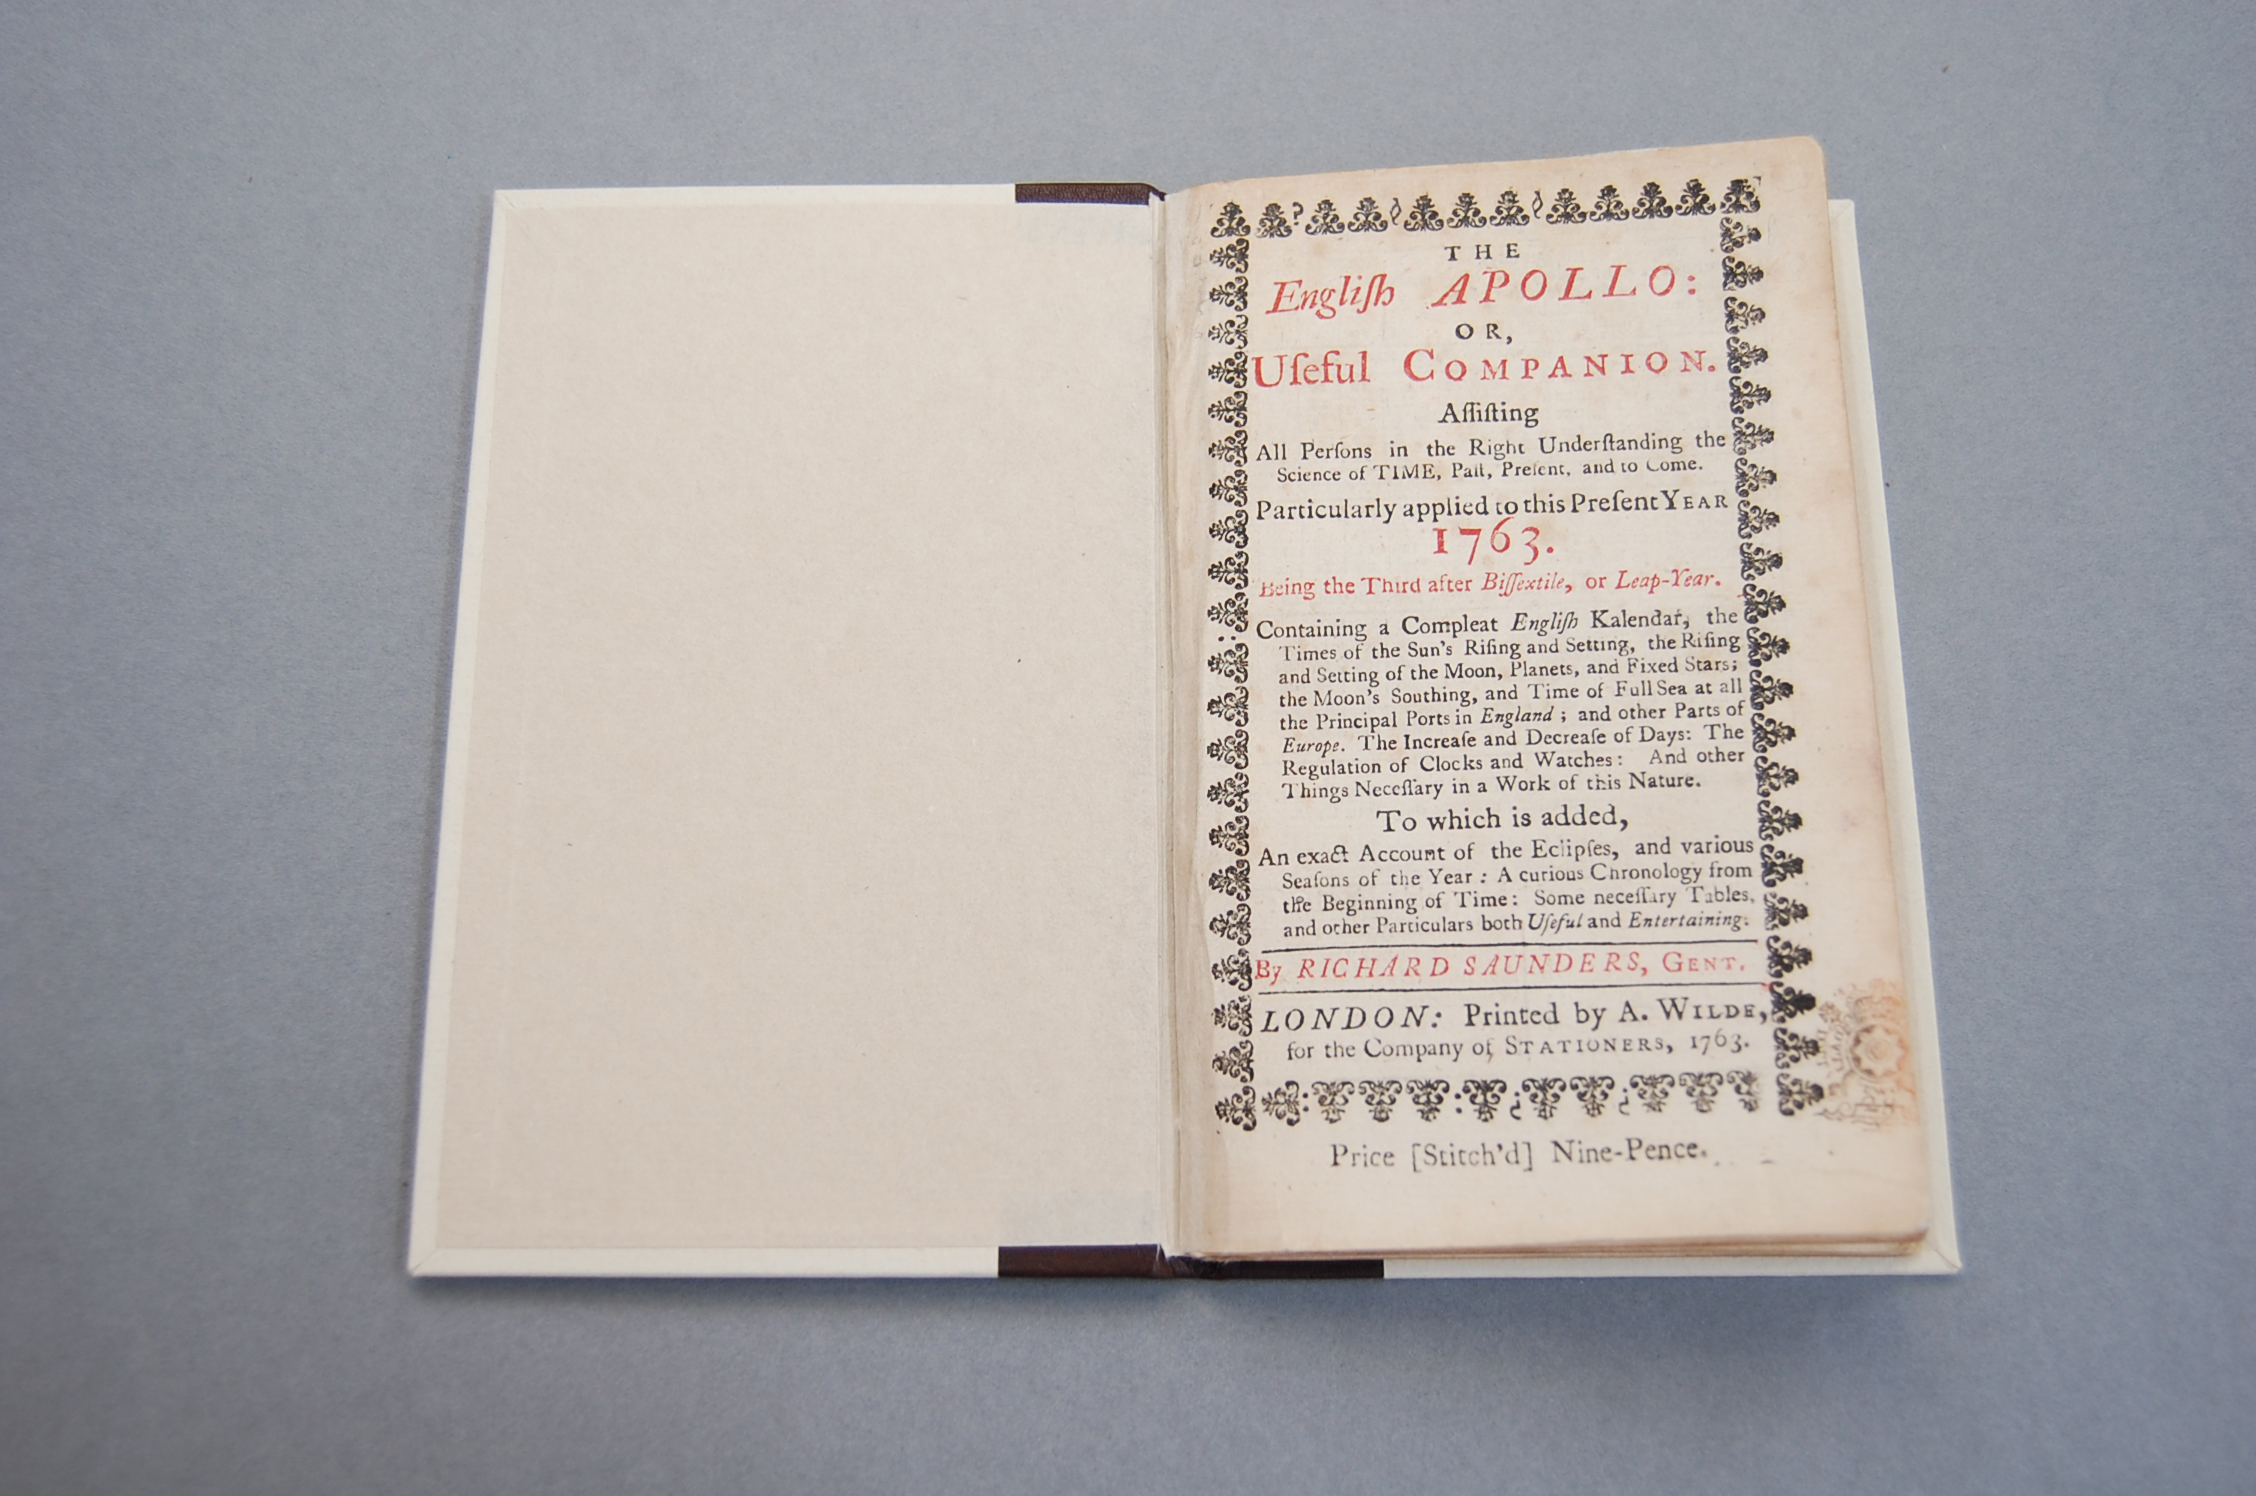 THE
Engliſh APOLLO:
OR,
Uſeful COMPANION.
Aſſiſting
All Perſons in the Right Underſtanding the
Science of TIME, Paſt, Preſent, and to Come.
Particularly applied to this Preſent YEAR
1763.
Being the Third after Biſſextile, or Leap-Year.
Containing a Compleat Engliſh Kalendar, the
Times of the Sun's Riſing and Setting, the Riſing
and Setting of the Moon, Planets, and Fixed Stars;
the Moon's Southing, and Time of Full Sea at all
the Principal Ports in England; and other Parts of
Europe. The Increaſe and Decreaſe of Days: The
Regulation of Clocks and Watches: And other
Things Neceſſary in a Work of this Nature.
To which is added,
An exact Account of the Eclipſes, and various
Seaſons of the Year: A curious Chronology from
the Beginning of Time: Some neceſſary Tables,
and other Particulars both Uſeful and Entertaining.
By RICHARD SAUNDERS, GENT.
LONDON: Printed by A. WILDE,
for the Company of STATIONERS, 1763.
Price [Stitch'd] Nine-Pence.